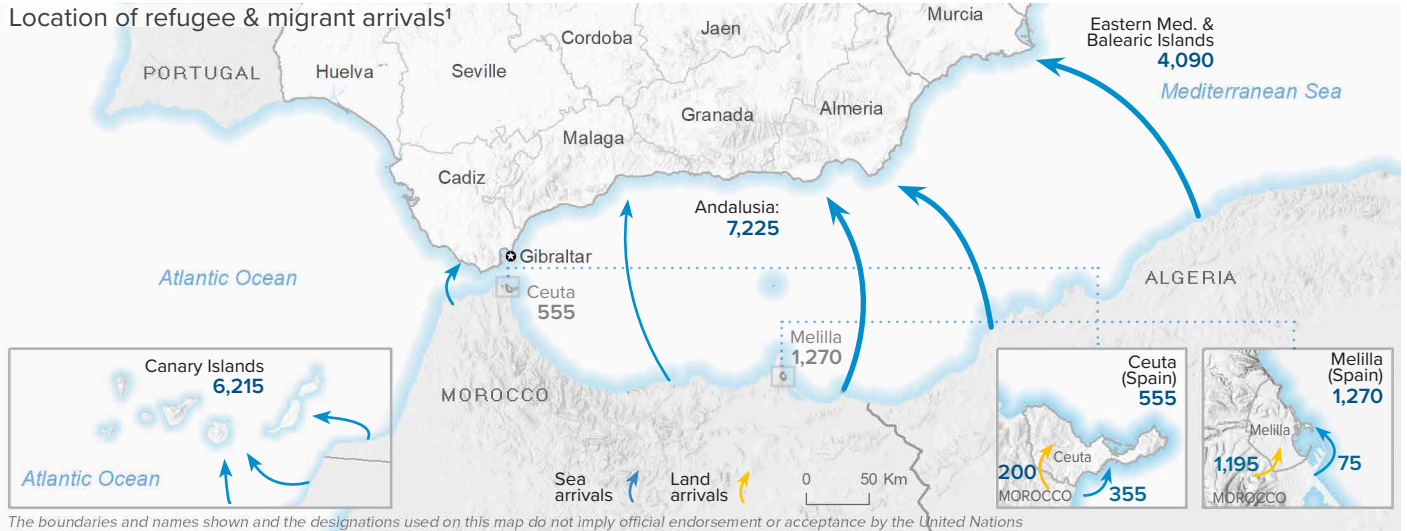 Location of refugee & migrant arrivals¹
Murcia
Jaen
Cordoba
Eastern Med. &
Balearic Islands
4,090
PORTUGAL
Huelva
Seville
Mediterranean Sea
Granada
Almeria
Malaga
Cadiz
Andalusia:
7,225
Gibraltar
Atlantic Ocean
ALGERIA
Ceuta
555
Melilla
1,270
Canary Islands
6,215
MOROCCO
Atlantic Ocean
Sea
arrivals
Land
arrivals
0 50 Km
Ceuta
(Spain)
555
Ceuta
200
MOROCCO
355
Melilla
(Spain)
1,270
Melilla
1,195
75
MOROCCO
The boundaries and names shown and the designations used on this map do not imply official endorsement or acceptance by the United Nations